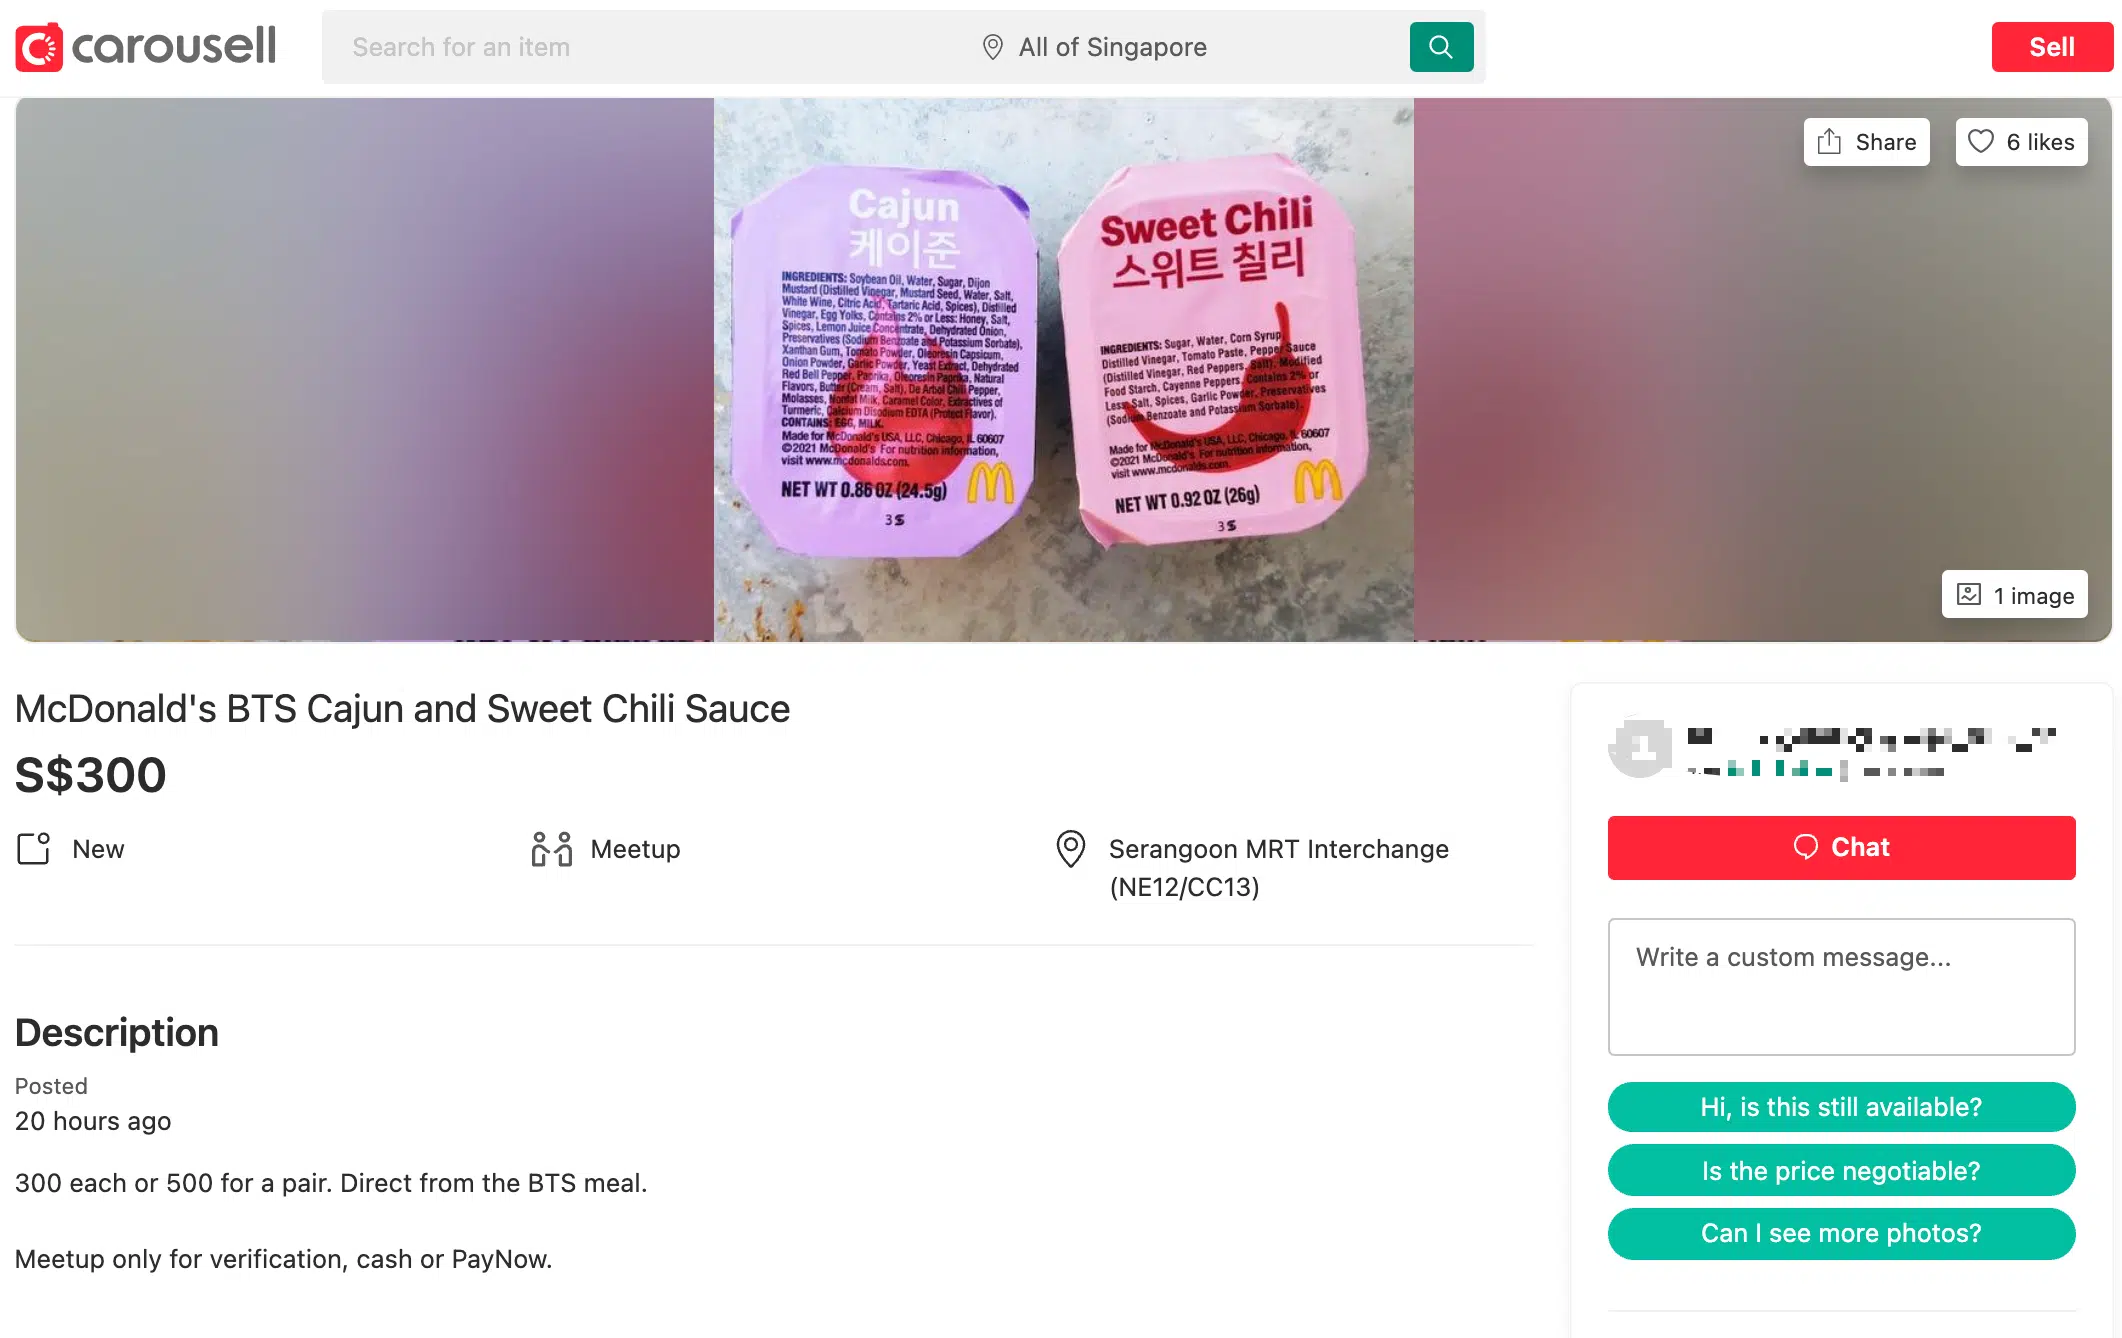 carousell
Search for an item
All of Singapore
Sell
Share
6 likes
Cajun
케이준
INGREDIENTS: Soybean Oil, Water, Sugar, Dijon
Mustard (Distilled Vinegar, Mustard Seed, Water, Salt,
White Wine, Citric Acid, Tartaric Acid, Spices), Distilled
Vinegar, Egg Yolks, Contains 2% or Less: Honey, Salt,
Spices, Lemon Juice Concentrate, Dehydrated Onion,
Preservatives (Sodium Benzoate and Potassium Sorbate),
Xanthan Gum, Tomato Powder, Oleoresin Capsicum,
Onion Powder, Garlic Powder, Yeast Extract, Dehydrated
Red Bell Pepper, Paprika, Oleoresin Paprika, Natural
Flavors, Butter (Cream, Salt), De Arbol Chili Pepper,
Molasses, Nonfat Milk, Caramel Color, Extractives of
Turmeric, Calcium Disodium EDTA (Protect Flavor).
CONTAINS: EGG, MILK.
Made for McDonald's USA, LLC, Chicago, IL 60607
©2021 McDonald's For nutrition information,
visit www.mcdonalds.com.
NET WT 0.86 OZ (24.5g)
3S
Sweet Chili
스위트 칠리
INGREDIENTS: Sugar, Water, Corn Syrup,
Distilled Vinegar, Tomato Paste, Pepper Sauce
(Distilled Vinegar, Red Peppers, Salt), Modified
Food Starch, Cayenne Peppers, Contains 2% or
Less: Salt, Spices, Garlic Powder, Preservatives
(Sodium Benzoate and Potassium Sorbate).
Made for McDonald's USA, LLC, Chicago, IL 60607
©2021 McDonald's For nutrition information,
visit www.mcdonalds.com.
NET WT 0.92 OZ (26g)
3S
1 image
McDonald's BTS Cajun and Sweet Chili Sauce
S$300
New
Meetup
Serangoon MRT Interchange
(NE12/CC13)
Description
Posted
20 hours ago
300 each or 500 for a pair. Direct from the BTS meal.
Meetup only for verification, cash or PayNow.
Chat
Write a custom message...
Hi, is this still available?
Is the price negotiable?
Can I see more photos?